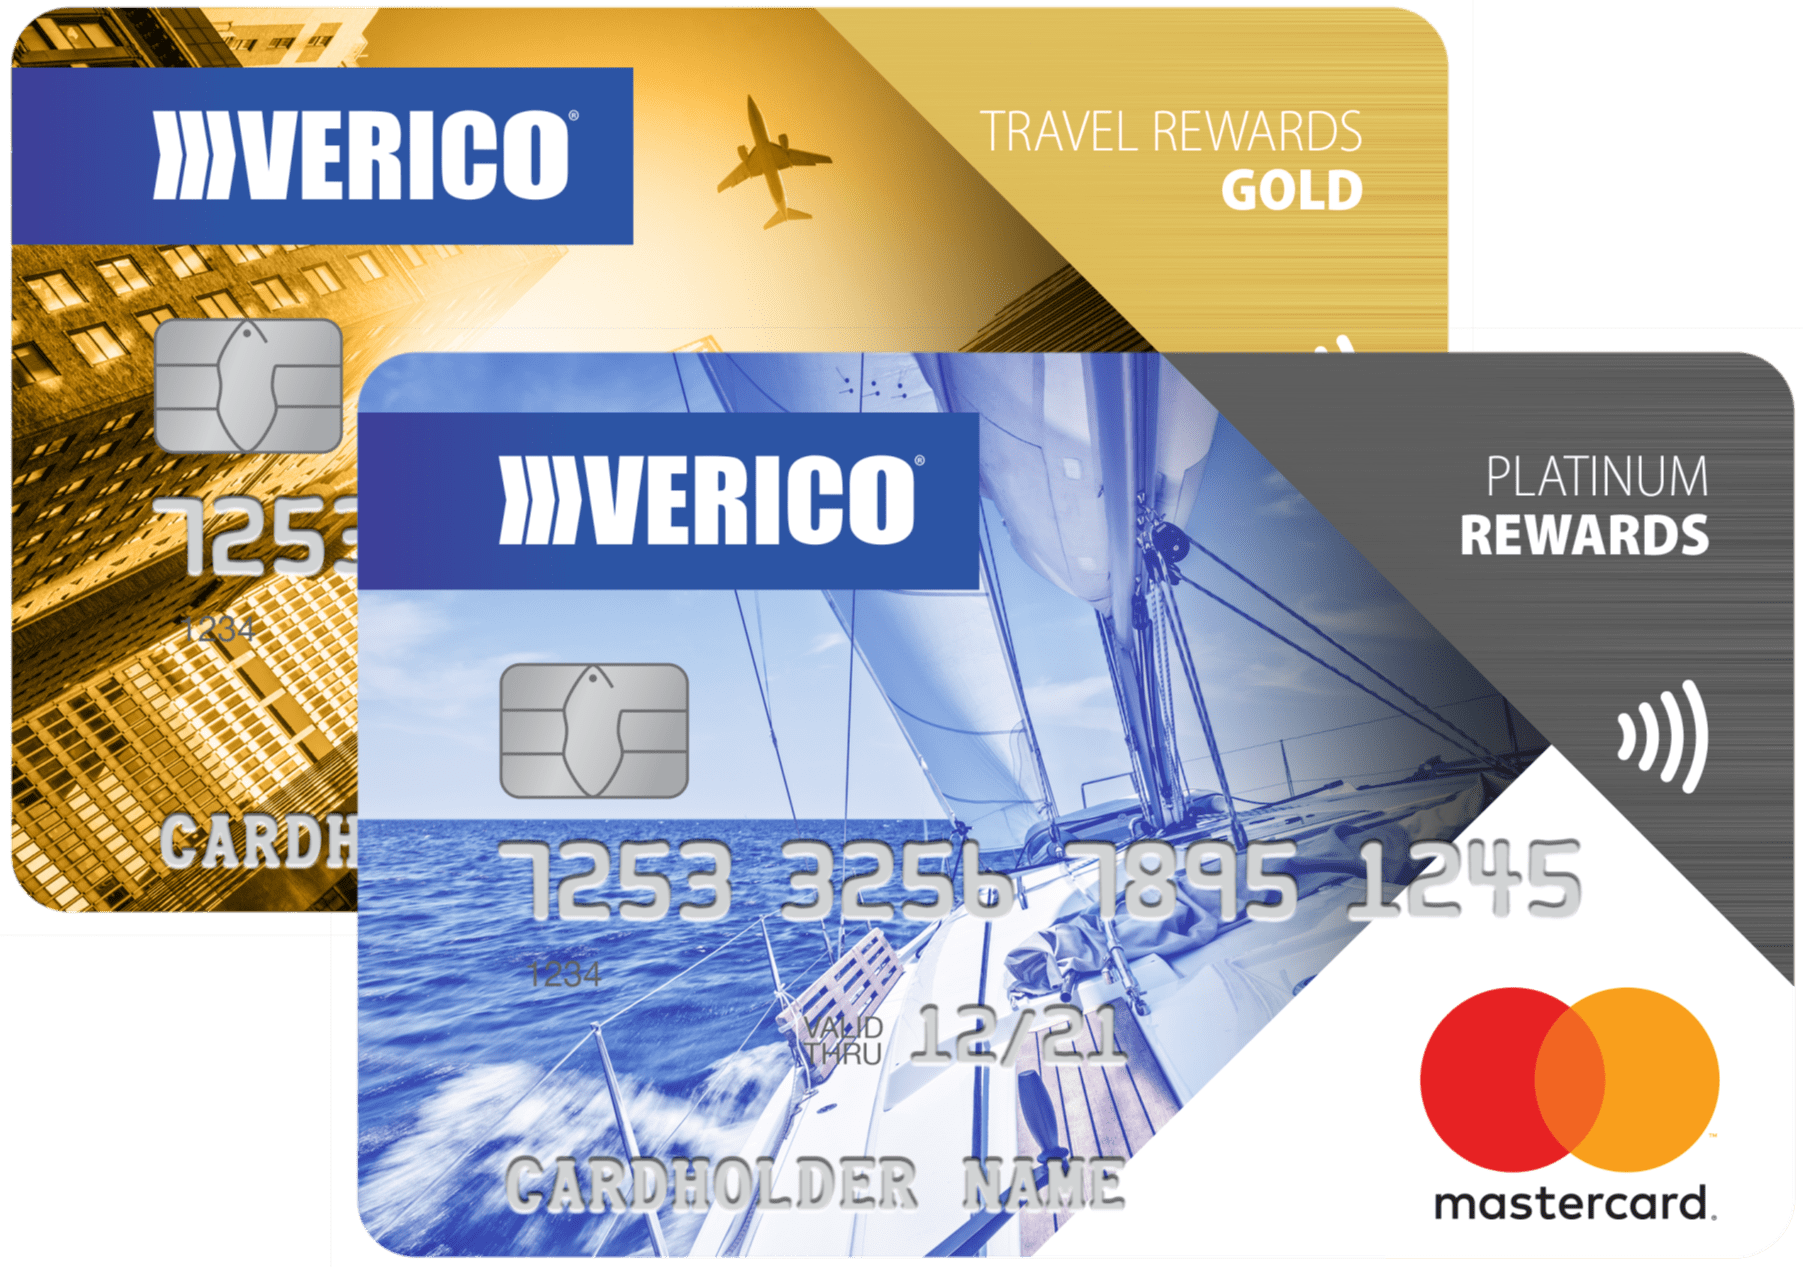 VERICO®
TRAVEL REWARDS
GOLD
7253
1234
CARDH
VERICO®
PLATINUM
REWARDS
7253 3256 7895 1245
1234
VALID
THRU 12/21
CARDHOLDER NAME
mastercard.